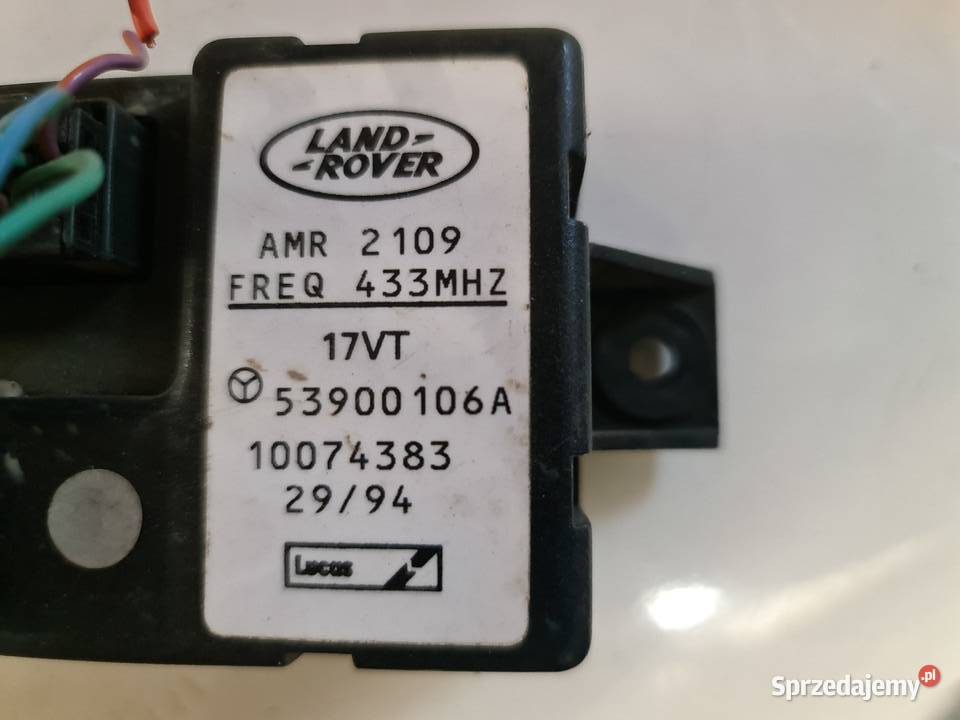 LAND-
-ROVER
AMR 2109
FREQ 433MHZ
17VT
53900106A
10074383
29/94
Lucas
Sprzedajemy.pl